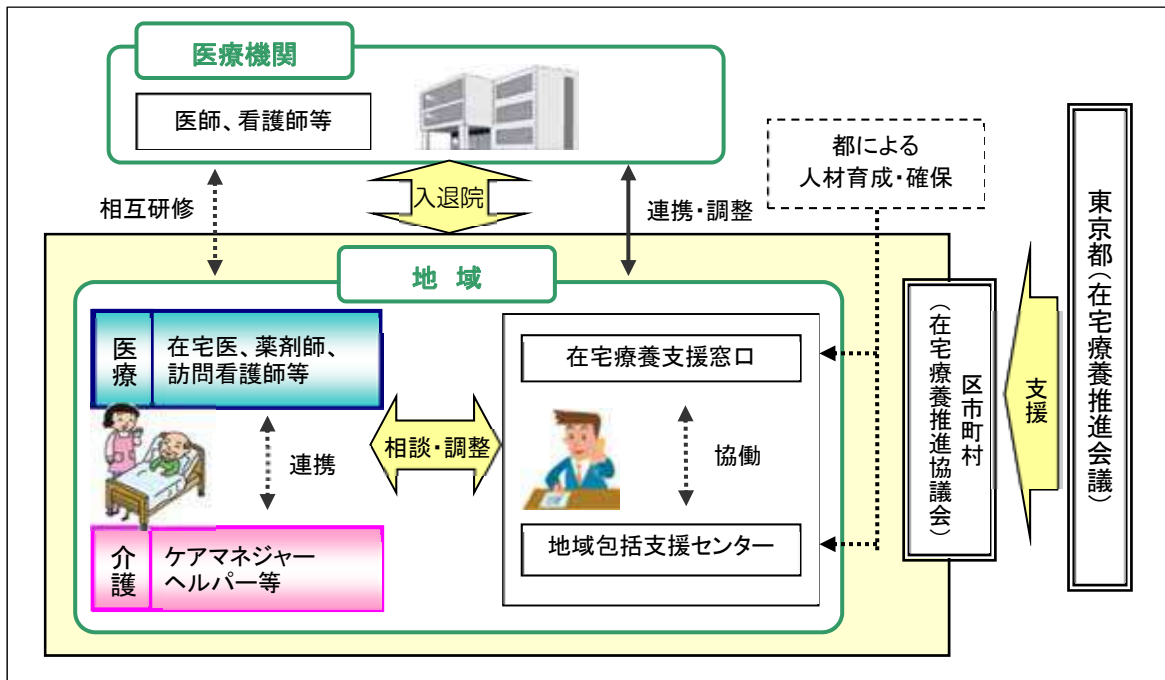 医療機関
医師、看護師等
都による
人材育成・確保
相互研修
入退院
連携・調整
地 域
医療
在宅医、薬剤師、
訪問看護師等
在宅療養支援窓口
連携
相談・調整
協働
介護
ケアマネジャー
ヘルパー等
地域包括支援センター
区市町村
（在宅療養推進協議会）
支援
東京都（在宅療養推進会議）